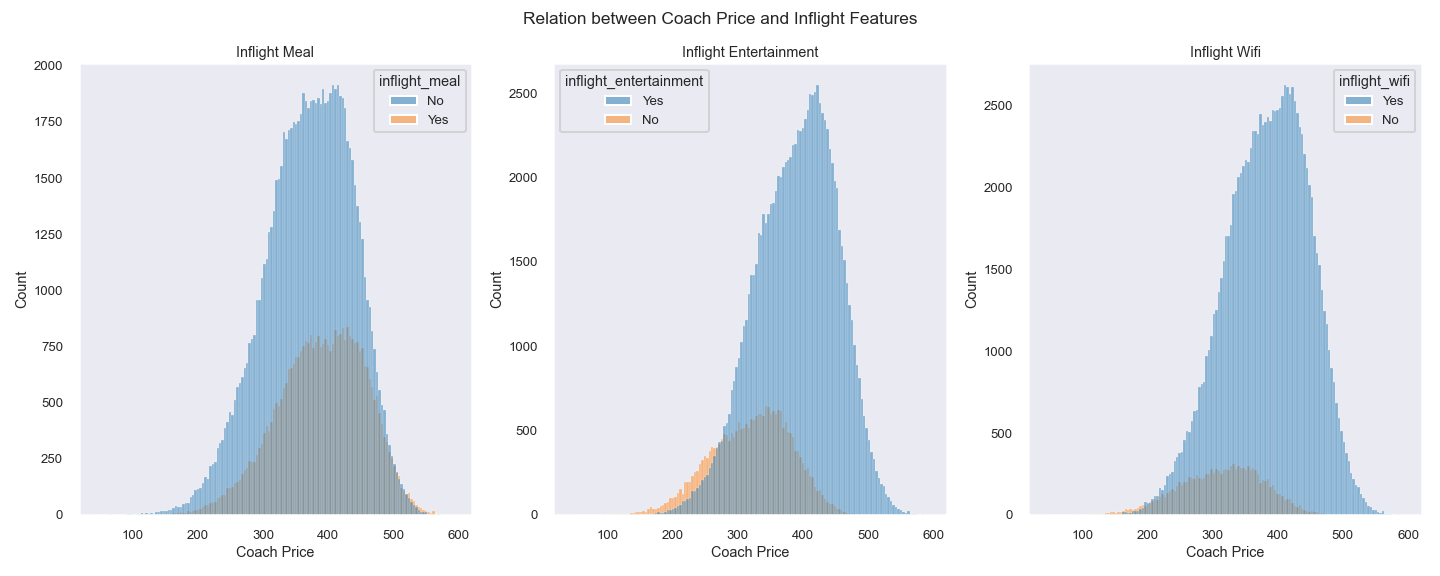 Relation between Coach Price and Inflight Features
Inflight Meal
inflight_meal
No
Yes
2000
1750
1500
1250
1000
750
500
250
0
Count
100 200 300 400 500 600
Coach Price
Inflight Entertainment
inflight_entertainment
Yes
No
2500
2000
1500
1000
500
0
Count
100 200 300 400 500 600
Coach Price
Inflight Wifi
inflight_wifi
Yes
No
2500
2000
1500
1000
500
0
Count
100 200 300 400 500 600
Coach Price